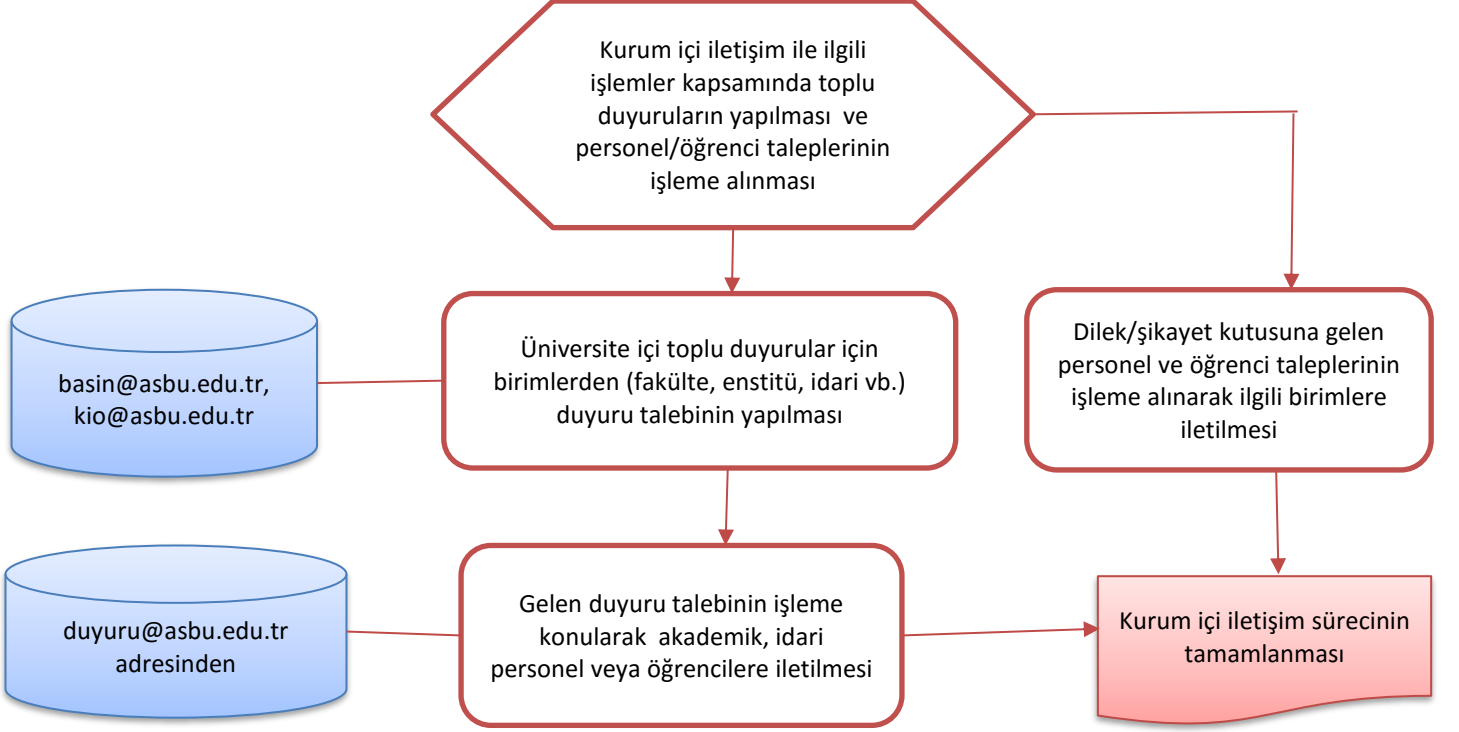 Kurum içi iletişim ile ilgili
işlemler kapsamında toplu
duyuruların yapılması ve
personel/öğrenci taleplerinin
işleme alınması
basin@asbu.edu.tr,
kio@asbu.edu.tr
Üniversite içi toplu duyurular için
birimlerden (fakülte, enstitü, idari vb.)
duyuru talebinin yapılması
Dilek/şikayet kutusuna gelen
personel ve öğrenci taleplerinin
işleme alınarak ilgili birimlere
iletilmesi
duyuru@asbu.edu.tr
adresinden
Gelen duyuru talebinin işleme
konularak akademik, idari
personel veya öğrencilere iletilmesi
Kurum içi iletişim sürecinin
tamamlanması